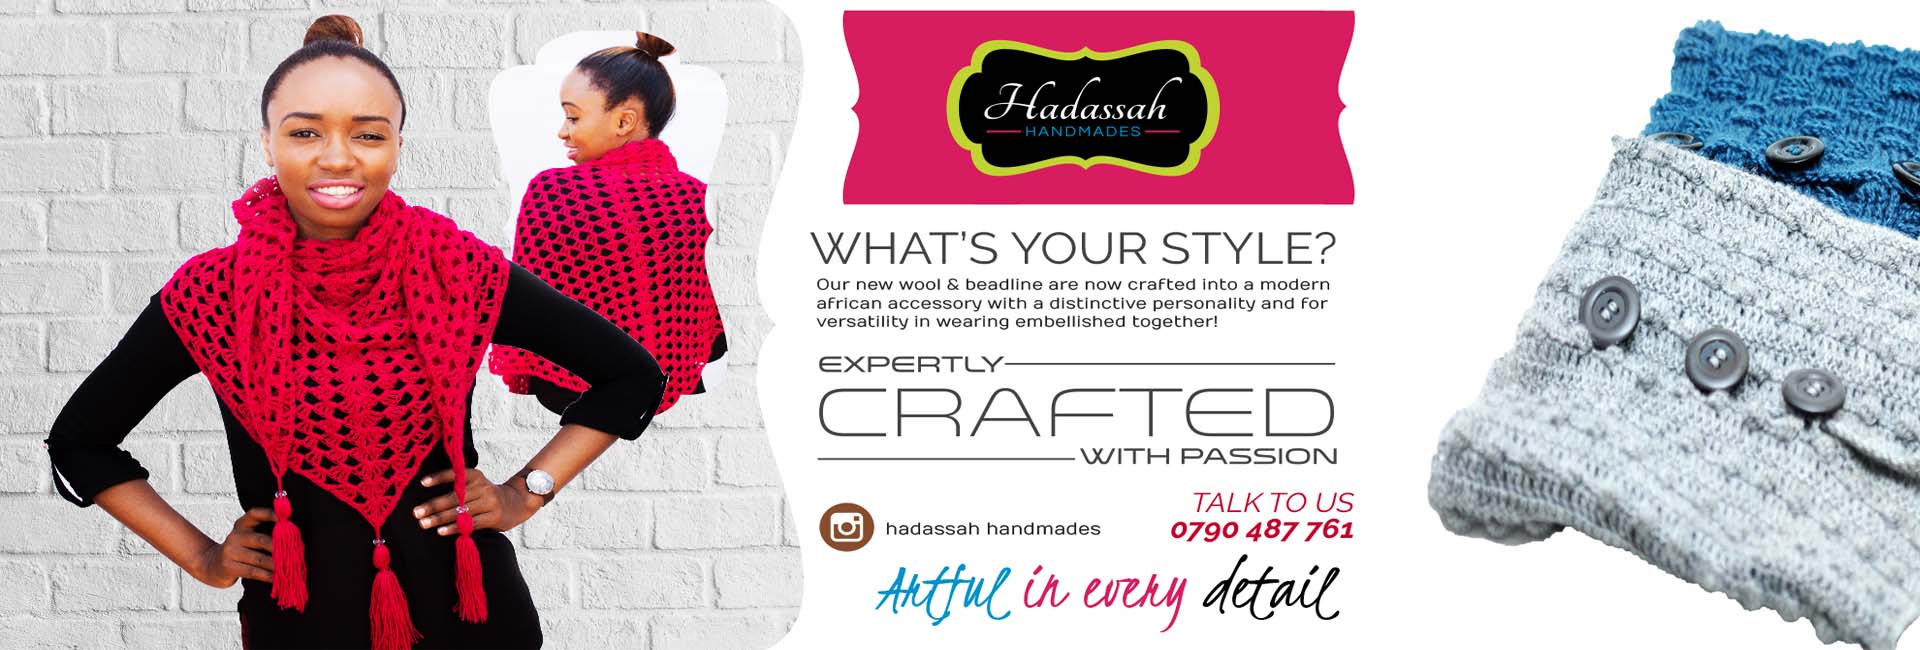 Hadassah
HANDMADES
WHAT'S YOUR STYLE?
Our new wool & beadline are now crafted into a modern
african accessory with a distinctive personality and for
versatility in wearing embellished together!
EXPERTLY
CRAFTED
WITH PASSION
TALK TO US
0790 487 761
hadassah handmades
Artful in every detail